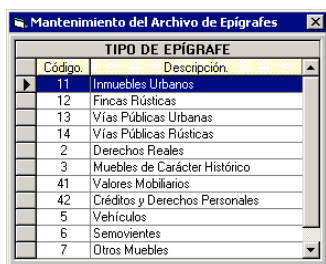 Mantenimiento del Archivo de Epígrafes
TIPO DE EPÍGRAFE
Código. Descripción.
11 Inmuebles Urbanos
12 Fincas Rústicas
13 Vías Públicas Urbanas
14 Vías Públicas Rústicas
2 Derechos Reales
3 Muebles de Carácter Histórico
41 Valores Mobiliarios
42 Créditos y Derechos Personales
5 Vehículos
6 Semovientes
7 Otros Muebles